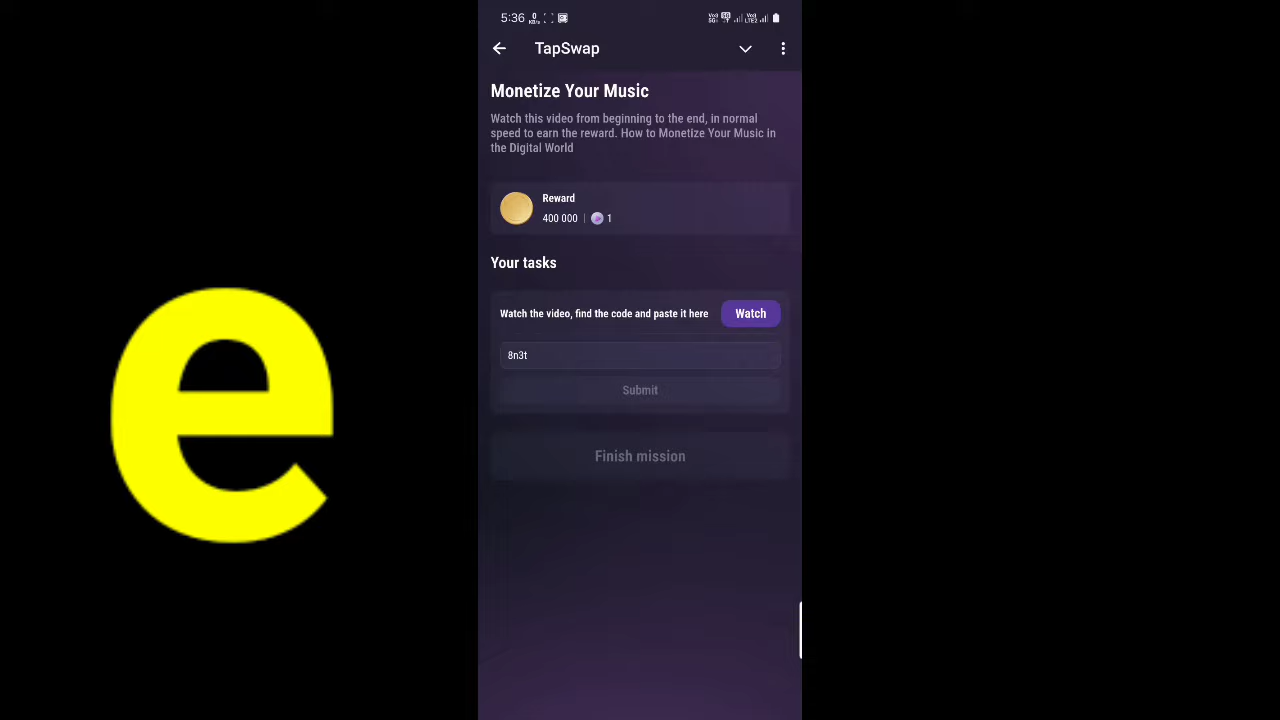 5:36
0
KB/s
TapSwap
Monetize Your Music
Watch this video from beginning to the end, in normal
speed to earn the reward. How to Monetize Your Music in
the Digital World
Reward
400 000 | 1
Your tasks
Watch the video, find the code and paste it here
Watch
8n3t
Submit
Finish mission
e